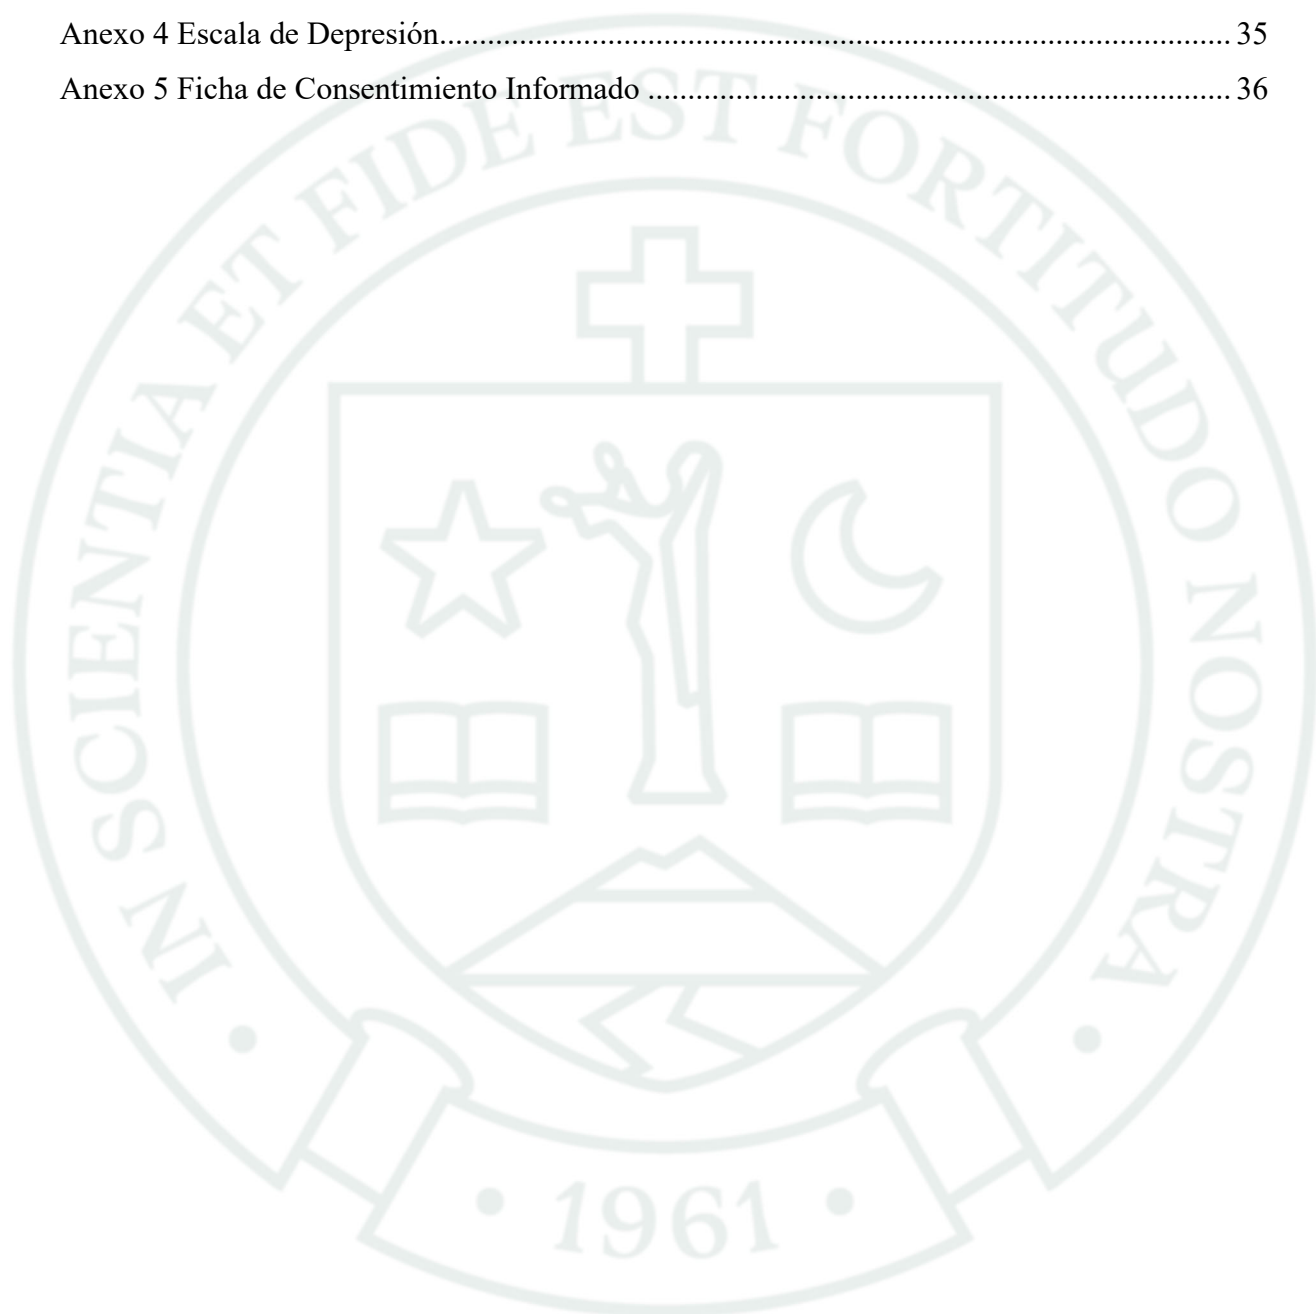 Anexo 4 Escala de Depresión.................................................................................................. 35
Anexo 5 Ficha de Consentimiento Informado ........................................................................ 36
IN SCIENTIA ET FIDE EST FORTITUDO NOSTRA
• 1961 •